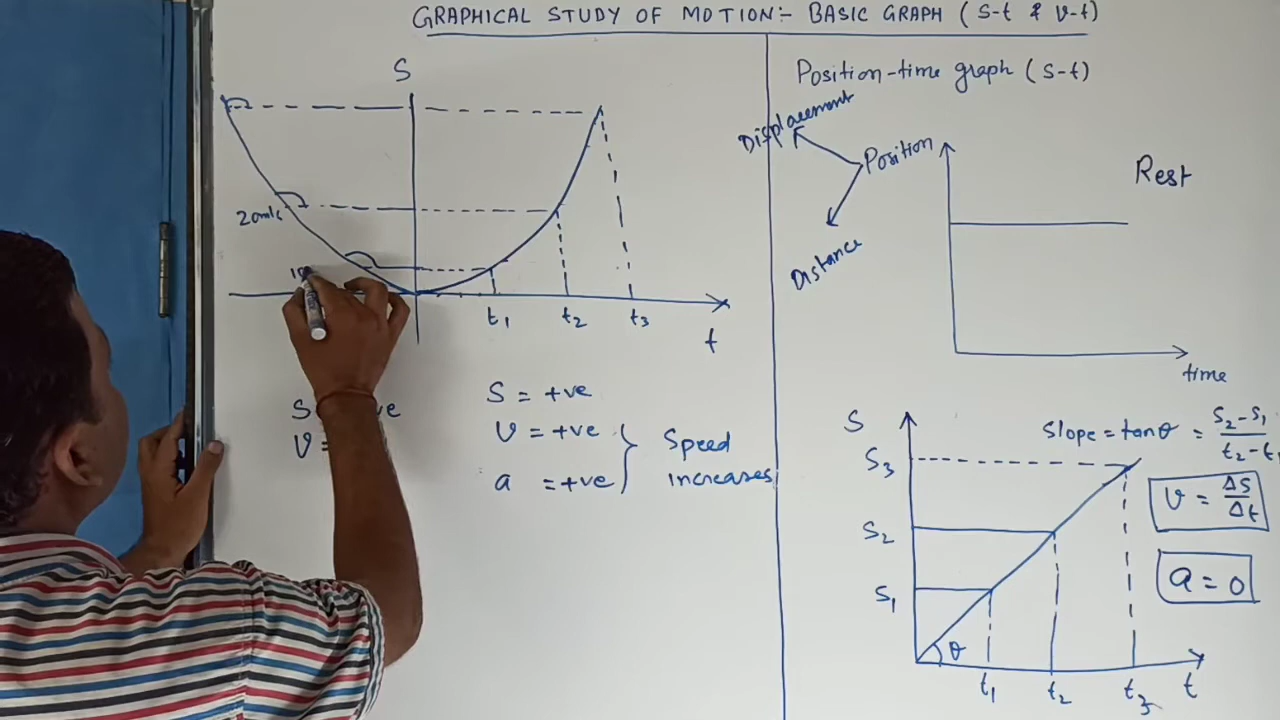 GRAPHICAL STUDY OF MOTION:- BASIC GRAPH (S-t & v-t)
S
20m/s
t₁ t₂ t₃
t
S = +ve
v = +ve
a = +ve
Speed
increases
S
v =
Position-time graph (S-t)
Displacement
Position
Distance
Rest
time
Slope = tanθ = S₂-S₁
t₂-t₁
v = Δs
Δt
a = 0
S
S₃
S₂
S₁
θ
t₁ t₂ t₃ t